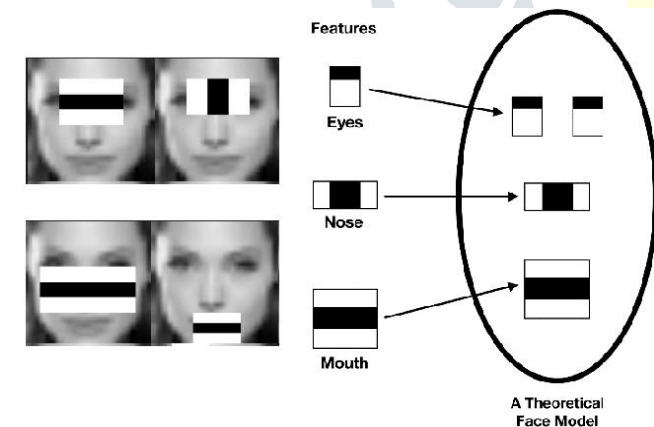 Features
Eyes
Nose
Mouth
A Theoretical
Face Model